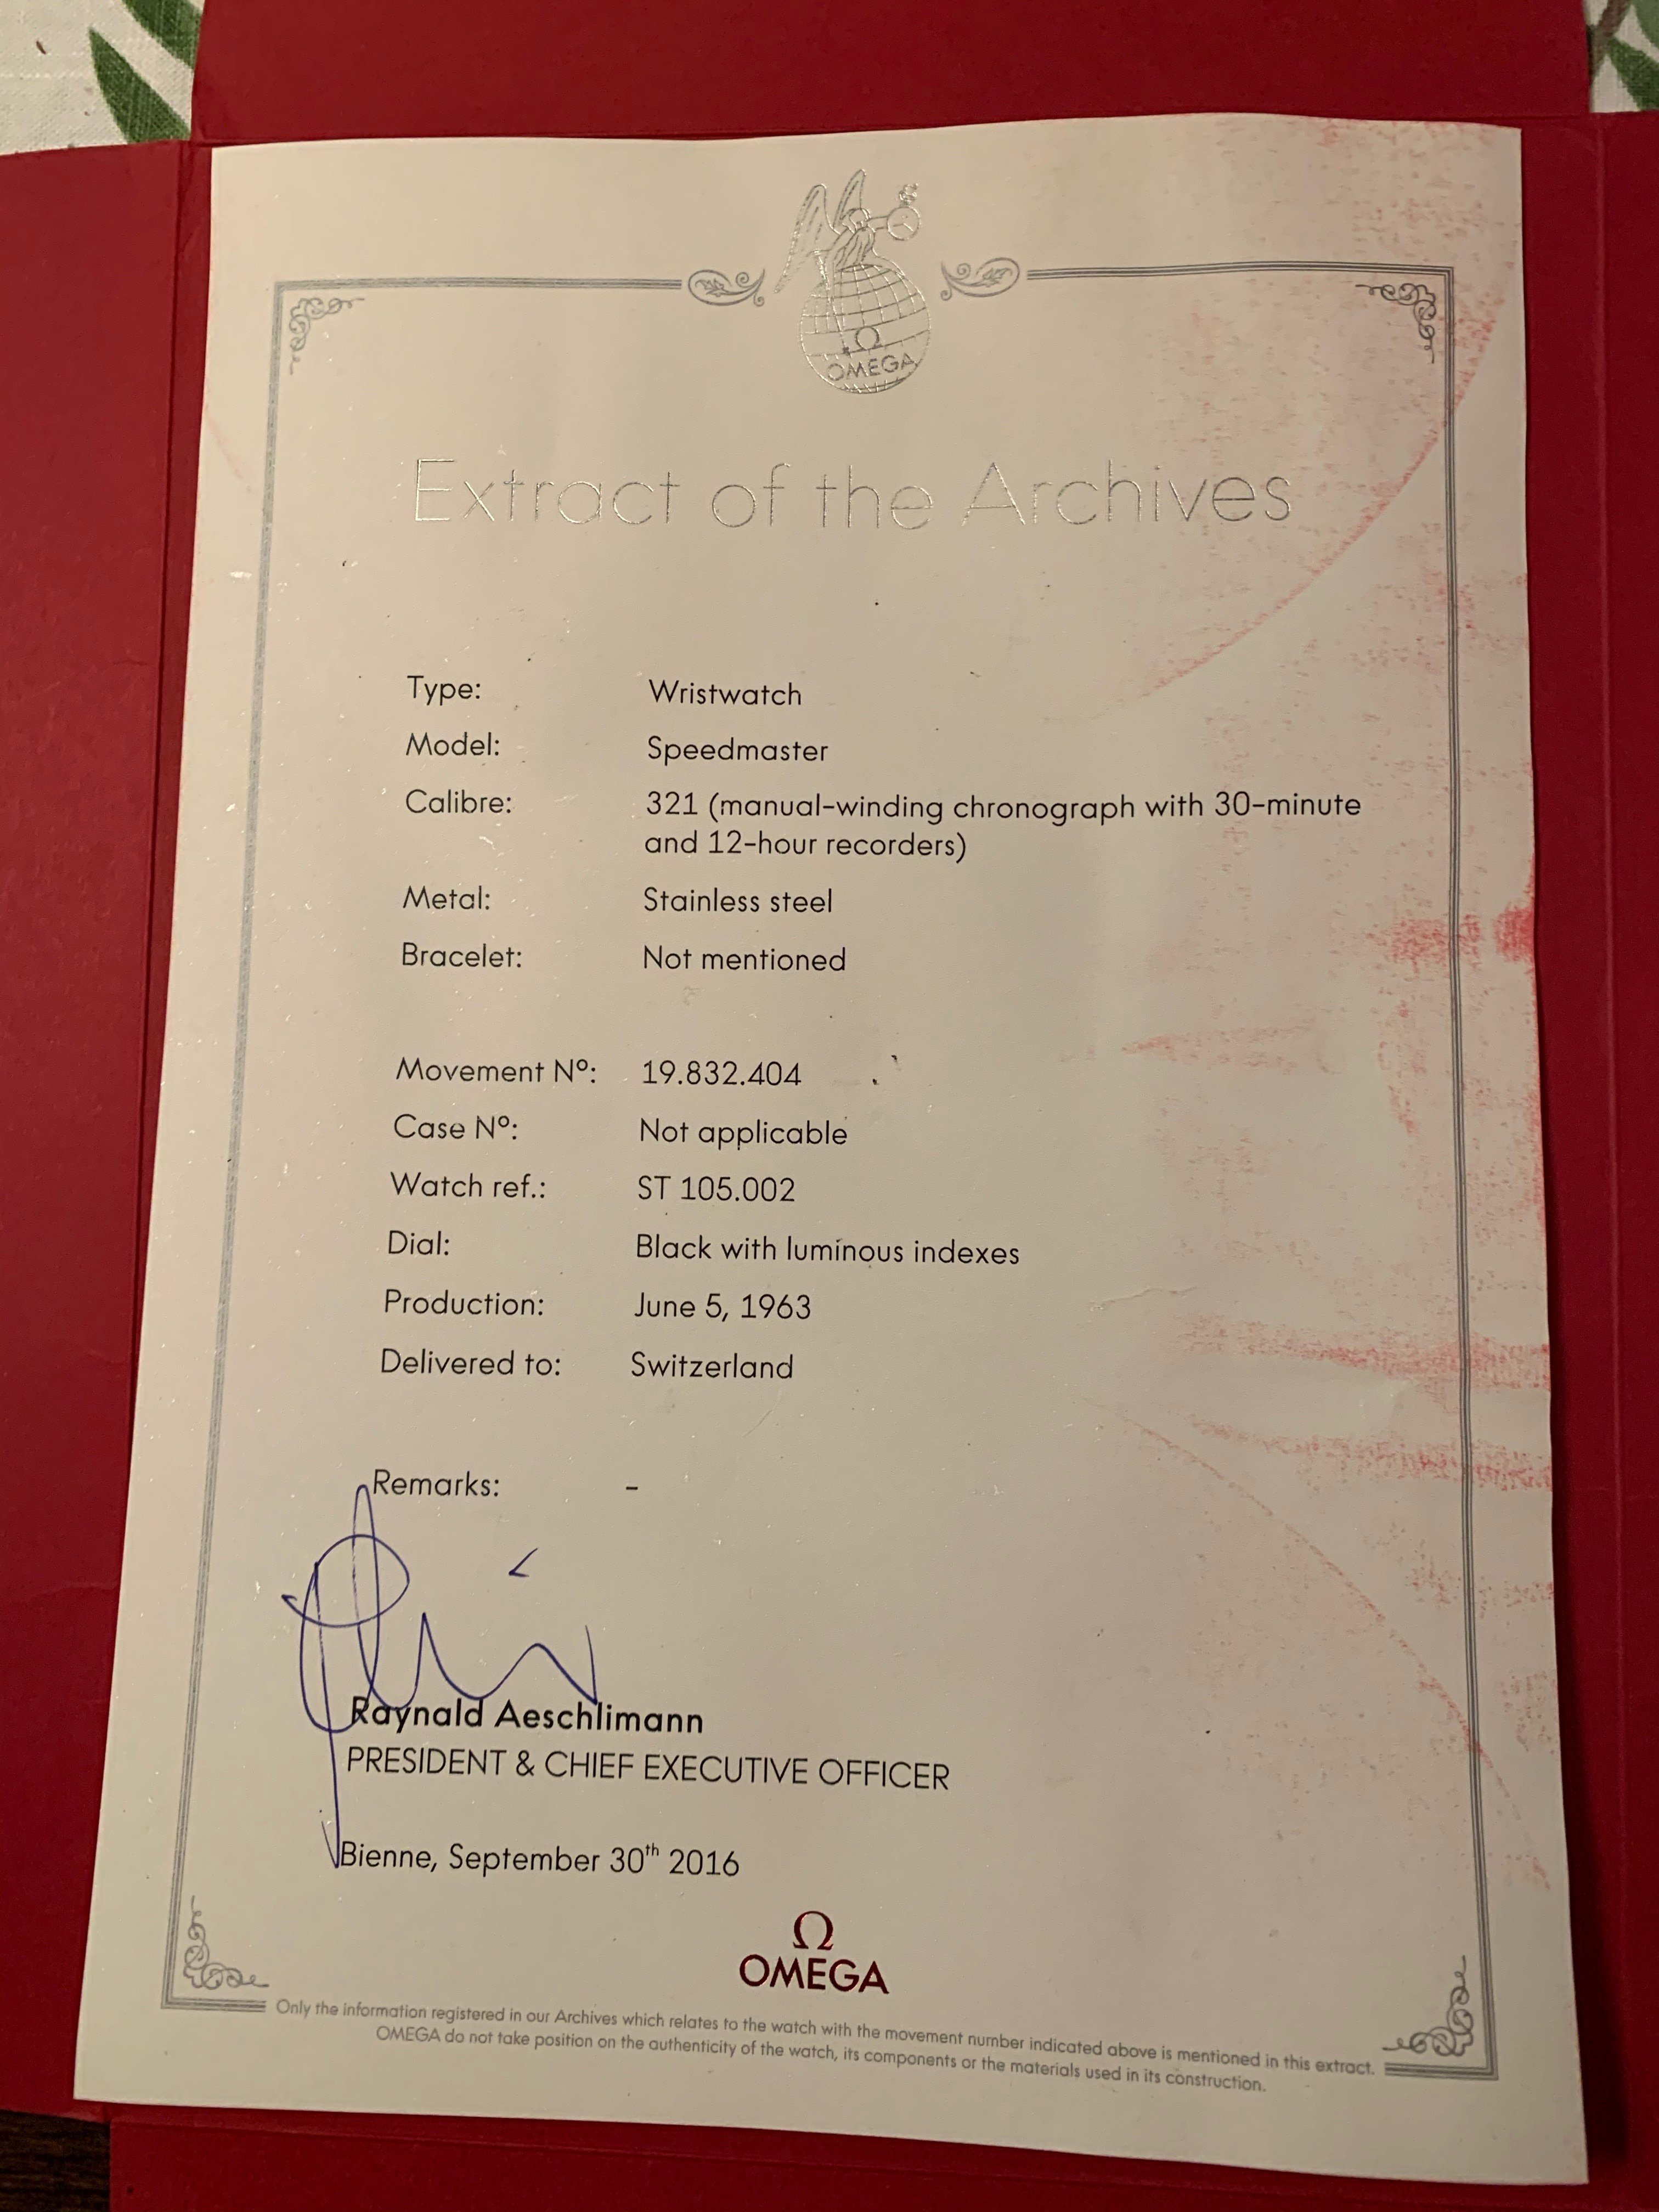 Ω
OMEGA
Extract of the Archives
Type: Wristwatch
Model: Speedmaster
Calibre: 321 (manual-winding chronograph with 30-minute
and 12-hour recorders)
Metal: Stainless steel
Bracelet: Not mentioned
Movement Nº: 19.832.404
Case Nº: Not applicable
Watch ref.: ST 105.002
Dial: Black with luminous indexes
Production: June 5, 1963
Delivered to: Switzerland
Remarks: -
Raynald Aeschlimann
PRESIDENT & CHIEF EXECUTIVE OFFICER
Bienne, September 30th 2016
Ω
OMEGA
Only the information registered in our Archives which relates to the watch with the movement number indicated above is mentioned in this extract.
OMEGA do not take position on the authenticity of the watch, its components or the materials used in its construction.